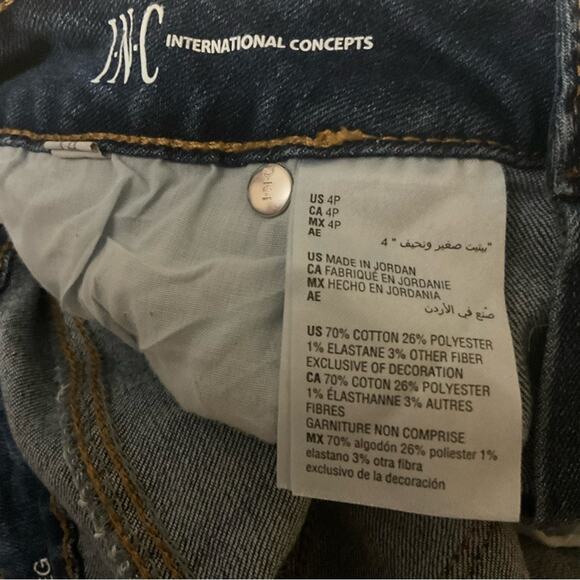 I·N·C INTERNATIONAL CONCEPTS
US 4P
CA 4P
MX 4P
AE
"بيتيت صغير ونحيف" 4
US MADE IN JORDAN
CA FABRIQUÉ EN JORDANIE
MX HECHO EN JORDANIA
AE
صنع في الأردن
US 70% COTTON 26% POLYESTER
1% ELASTANE 3% OTHER FIBER
EXCLUSIVE OF DECORATION
CA 70% COTON 26% POLYESTER
1% ÉLASTHANNE 3% AUTRES
FIBRES
GARNITURE NON COMPRISE
MX 70% algodón 26% poliester 1%
elastano 3% otra fibra
exclusivo de la decoración